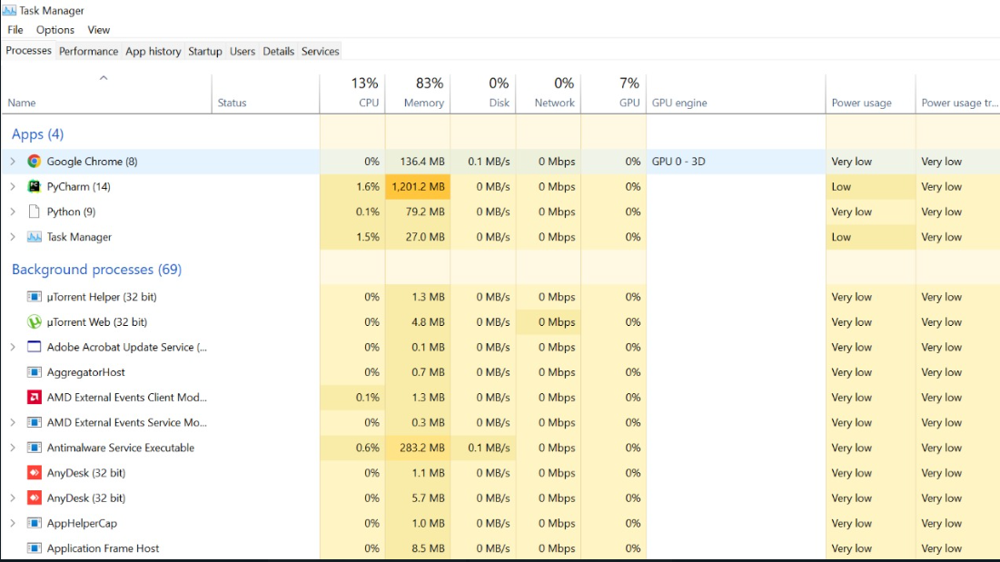 Task Manager
File Options View
Processes Performance App history Startup Users Details Services
13% 83% 0% 0% 7%
Name Status CPU Memory Disk Network GPU GPU engine Power usage Power usage tr...
Apps (4)
Google Chrome (8) 0% 136.4 MB 0.1 MB/s 0 Mbps 0% GPU 0 - 3D Very low Very low
PyCharm (14) 1.6% 1,201.2 MB 0 MB/s 0 Mbps 0% Low Very low
Python (9) 0.1% 79.2 MB 0 MB/s 0 Mbps 0% Very low Very low
Task Manager 1.5% 27.0 MB 0 MB/s 0 Mbps 0% Low Very low
Background processes (69)
µTorrent Helper (32 bit) 0% 1.3 MB 0 MB/s 0 Mbps 0% Very low Very low
µTorrent Web (32 bit) 0% 4.8 MB 0 MB/s 0 Mbps 0% Very low Very low
Adobe Acrobat Update Service (... 0% 0.1 MB 0 MB/s 0 Mbps 0% Very low Very low
AggregatorHost 0% 0.7 MB 0 MB/s 0 Mbps 0% Very low Very low
AMD External Events Client Mod... 0.1% 1.3 MB 0 MB/s 0 Mbps 0% Very low Very low
AMD External Events Service Mo... 0% 0.3 MB 0 MB/s 0 Mbps 0% Very low Very low
Antimalware Service Executable 0.6% 283.2 MB 0.1 MB/s 0 Mbps 0% Very low Very low
AnyDesk (32 bit) 0% 1.1 MB 0 MB/s 0 Mbps 0% Very low Very low
AnyDesk (32 bit) 0% 5.7 MB 0 MB/s 0 Mbps 0% Very low Very low
AppHelperCap 0% 1.0 MB 0 MB/s 0 Mbps 0% Very low Very low
Application Frame Host 0% 8.5 MB 0 MB/s 0 Mbps 0% Very low Very low